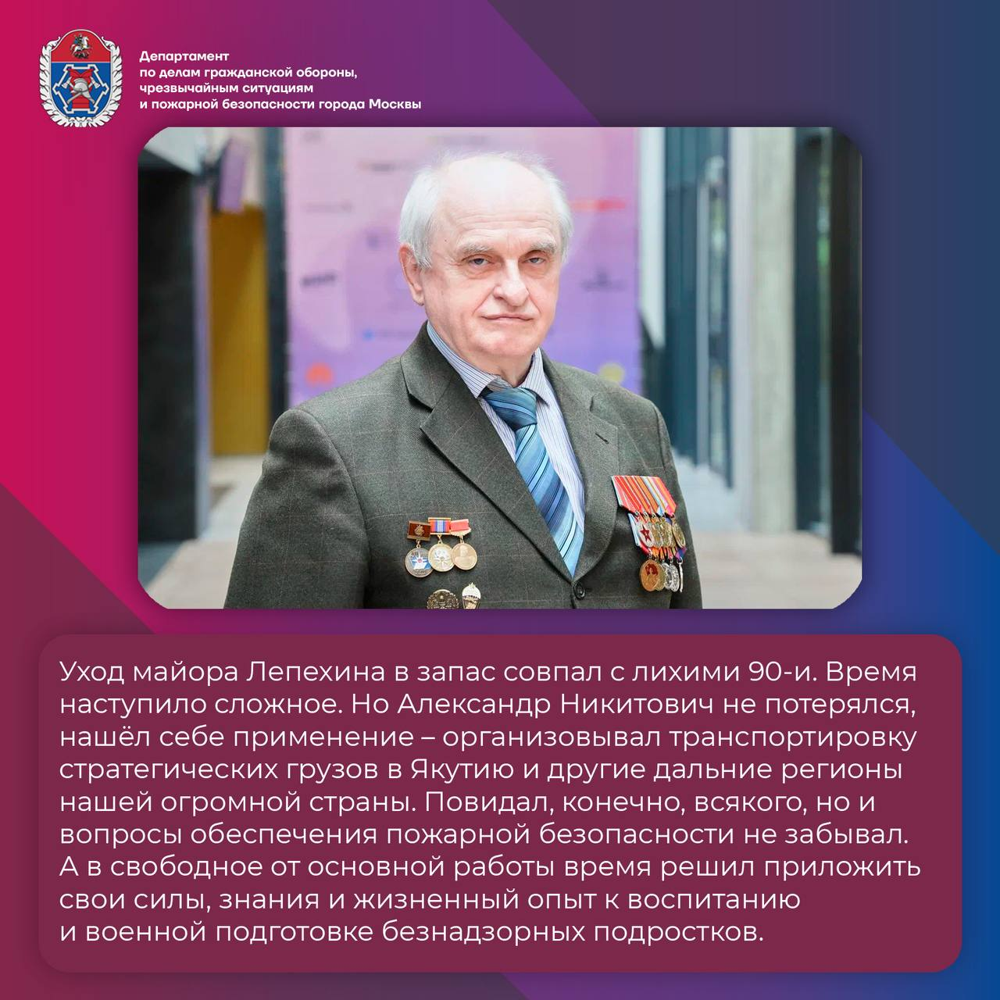 Департамент
по делам гражданской обороны,
чрезвычайным ситуациям
и пожарной безопасности города Москвы
Уход майора Лепехина в запас совпал с лихими 90-и. Время
наступило сложное. Но Александр Никитович не потерялся,
нашёл себе применение – организовывал транспортировку
стратегических грузов в Якутию и другие дальние регионы
нашей огромной страны. Повидал, конечно, всякого, но и
вопросы обеспечения пожарной безопасности не забывал.
А в свободное от основной работы время решил приложить
свои силы, знания и жизненный опыт к воспитанию
и военной подготовке безнадзорных подростков.